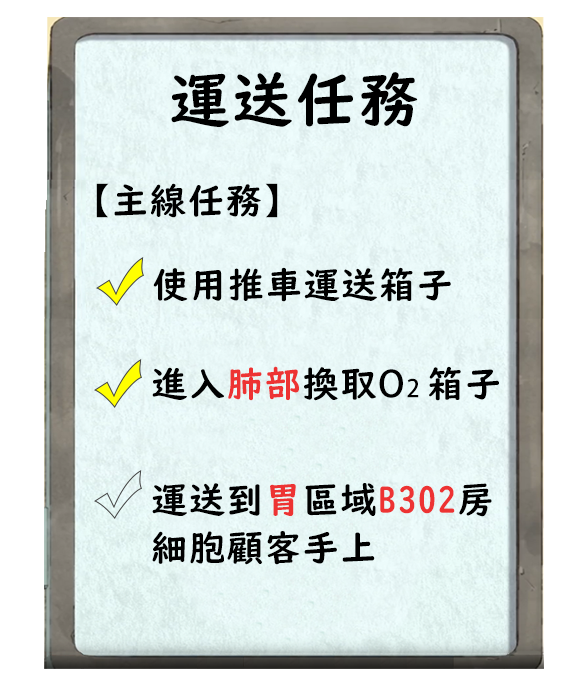 運送任務
【主線任務】
使用推車運送箱子
進入肺部換取O₂箱子
運送到胃區域B302房
細胞顧客手上